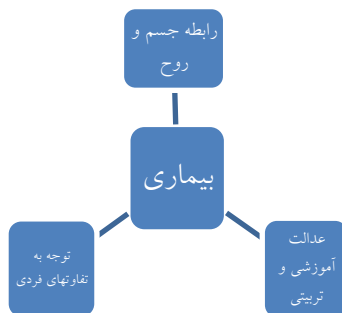 رابطه جسم و
روح
بیماری
عدالت
آموزشی و
تربیتی
توجه به
تفاوتهای فردی